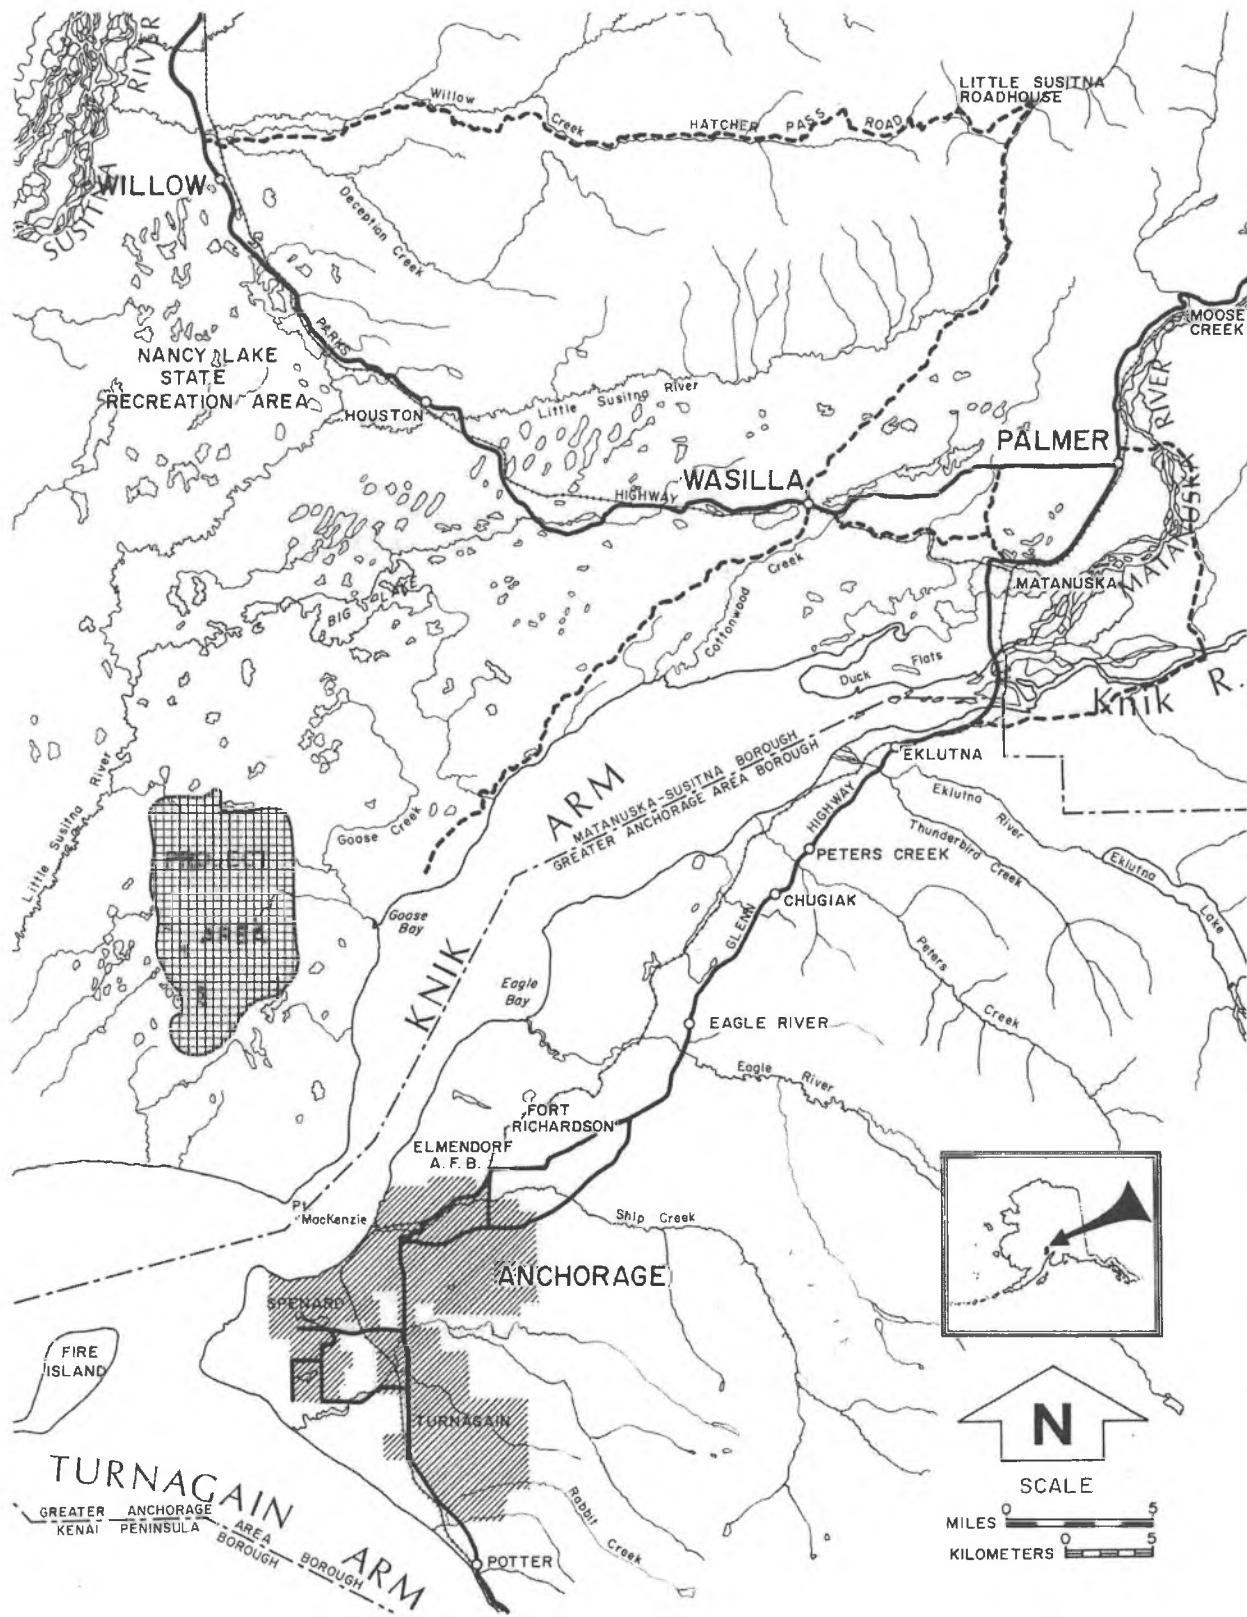 RIVER
SUSITNA
Willow
Creek
HATCHER PASS ROAD
LITTLE SUSITNA
ROADHOUSE
WILLOW
Deception Creek
PARKS
NANCY LAKE
STATE
RECREATION AREA
HOUSTON
Little Susitna River
MOOSE
CREEK
RIVER
MATANUSKA
PALMER
WASILLA
HIGHWAY
BIG LAKE
Cottonwood Creek
MATANUSKA
Duck Flats
Knik R.
EKLUTNA
MATANUSKA-SUSITNA BOROUGH
GREATER ANCHORAGE AREA BOROUGH
KNIK ARM
Little Susitna River
Goose Creek
PROJECT
AREA
Goose
Bay
HIGHWAY
GLENN
Eklutna River
Thunderbird Creek
Eklutna Lake
PETERS CREEK
CHUGIAK
Peters Creek
Eagle
Bay
EAGLE RIVER
Eagle River
FORT
RICHARDSON
ELMENDORF
A. F. B.
Pt
MacKenzie
Ship Creek
ANCHORAGE
SPENARD
FIRE
ISLAND
TURNAGAIN
TURNAGAIN ARM
GREATER ANCHORAGE AREA BOROUGH
KENAI PENINSULA BOROUGH
Rabbit Creek
POTTER
N
SCALE
0 5
MILES
0 5
KILOMETERS